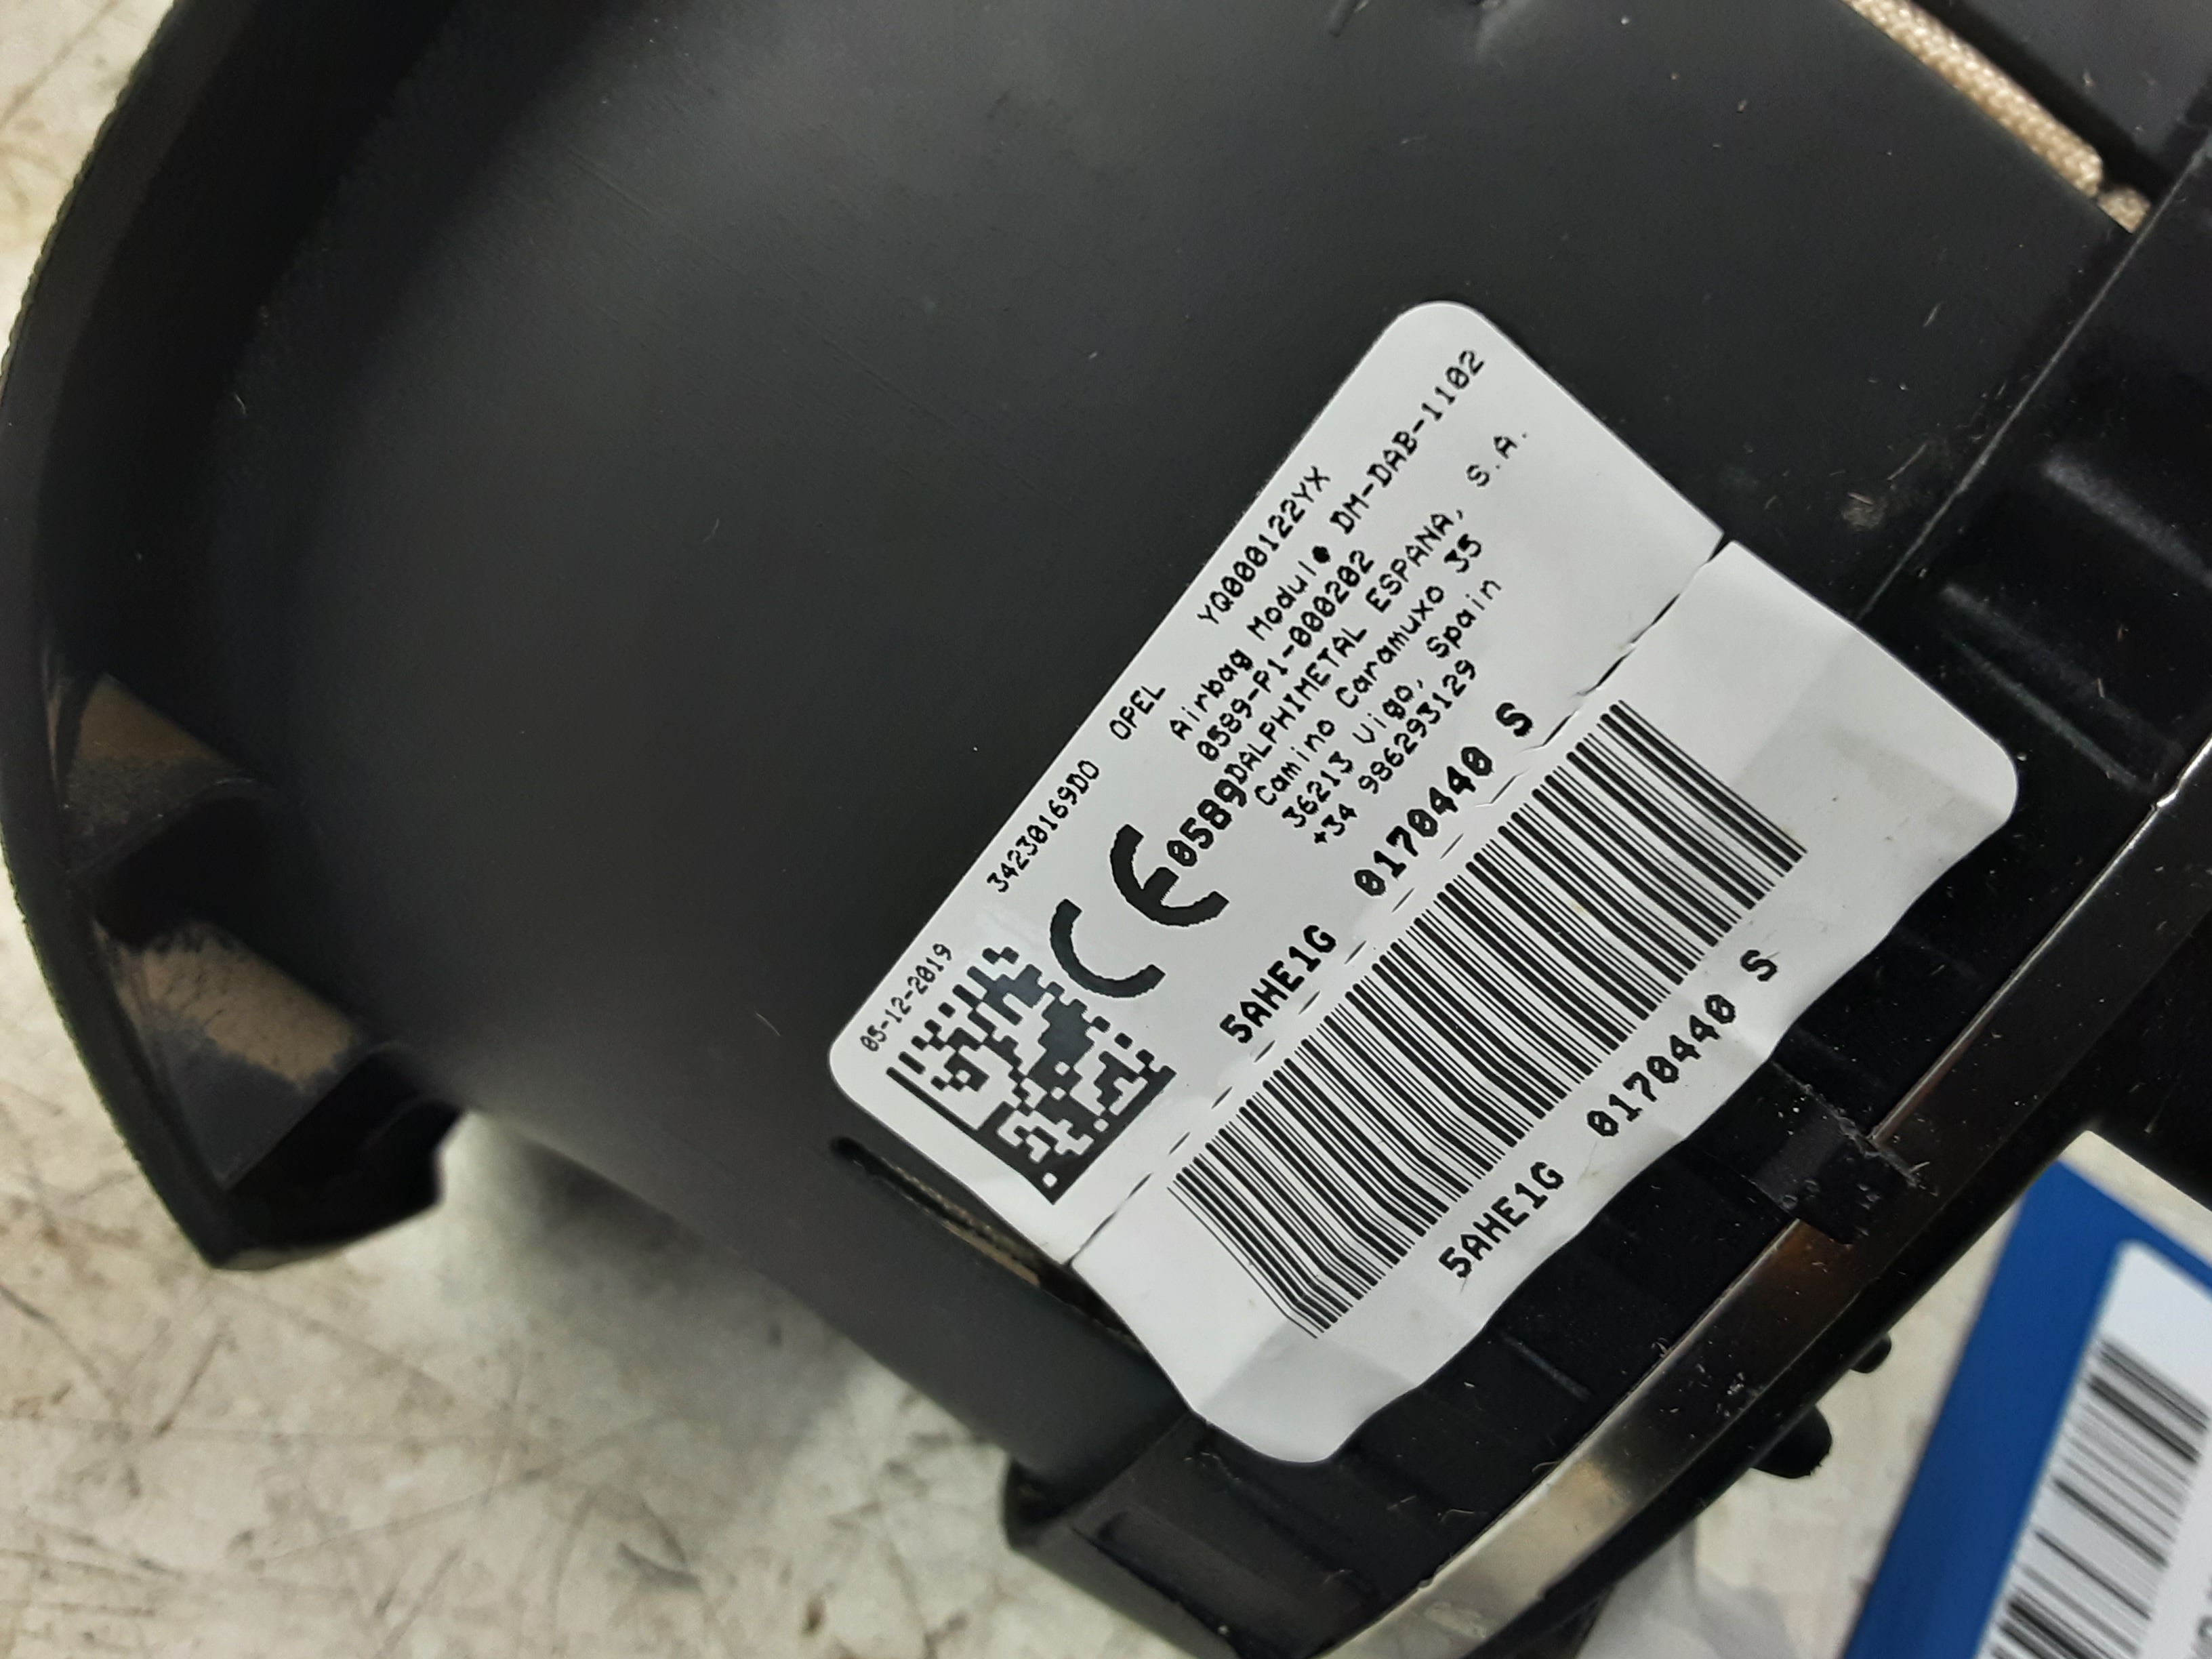 05-12-2019 34230169D0 OPEL YQ000122YX
Airbag Module DM-DAB-1102
0589-P1-000202
CE 0589 DALPHIMETAL ESPANA, S.A.
Camino Caramuxo 35
36213 Vigo, Spain
+34 986293129
5AHE1G 0170440 S
5AHE1G 0170440 S